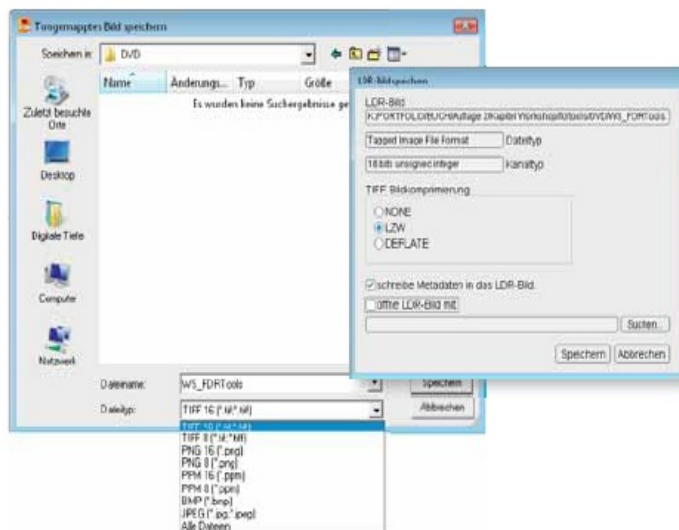 Tonegemapptes Bild speichern
Speichern in:
DVD
Name
Änderungs...
Typ
Größe
Es wurden keine Suchergebnisse ge
Zuletzt besuchte
Orte
Desktop
Digitale Tiefe
Computer
Netzwerk
Dateiname:
WS_FDRTools
Speichern
Dateityp:
TIFF 16 (*.tif;*.tiff)
Abbrechen
TIFF 16 (*.tif;*.tiff)
TIFF 8 (*.tif;*.tiff)
PNG 16 (*.png)
PNG 8 (*.png)
PPM 16 (*.ppm)
PPM 8 (*.ppm)
BMP (*.bmp)
JPEG (*.jpg;*.jpeg)
Alle Dateien
LDR-Bild speichern
LDR-Bild
Tagged Image File Format
Dateityp
16 bits unsigned integer
Kanaltyp
TIFF Bildkomprimierung
NONE
LZW
DEFLATE
schreibe Metadaten in das LDR-Bild.
öffne LDR-Bild mit
Suchen...
Speichern
Abbrechen